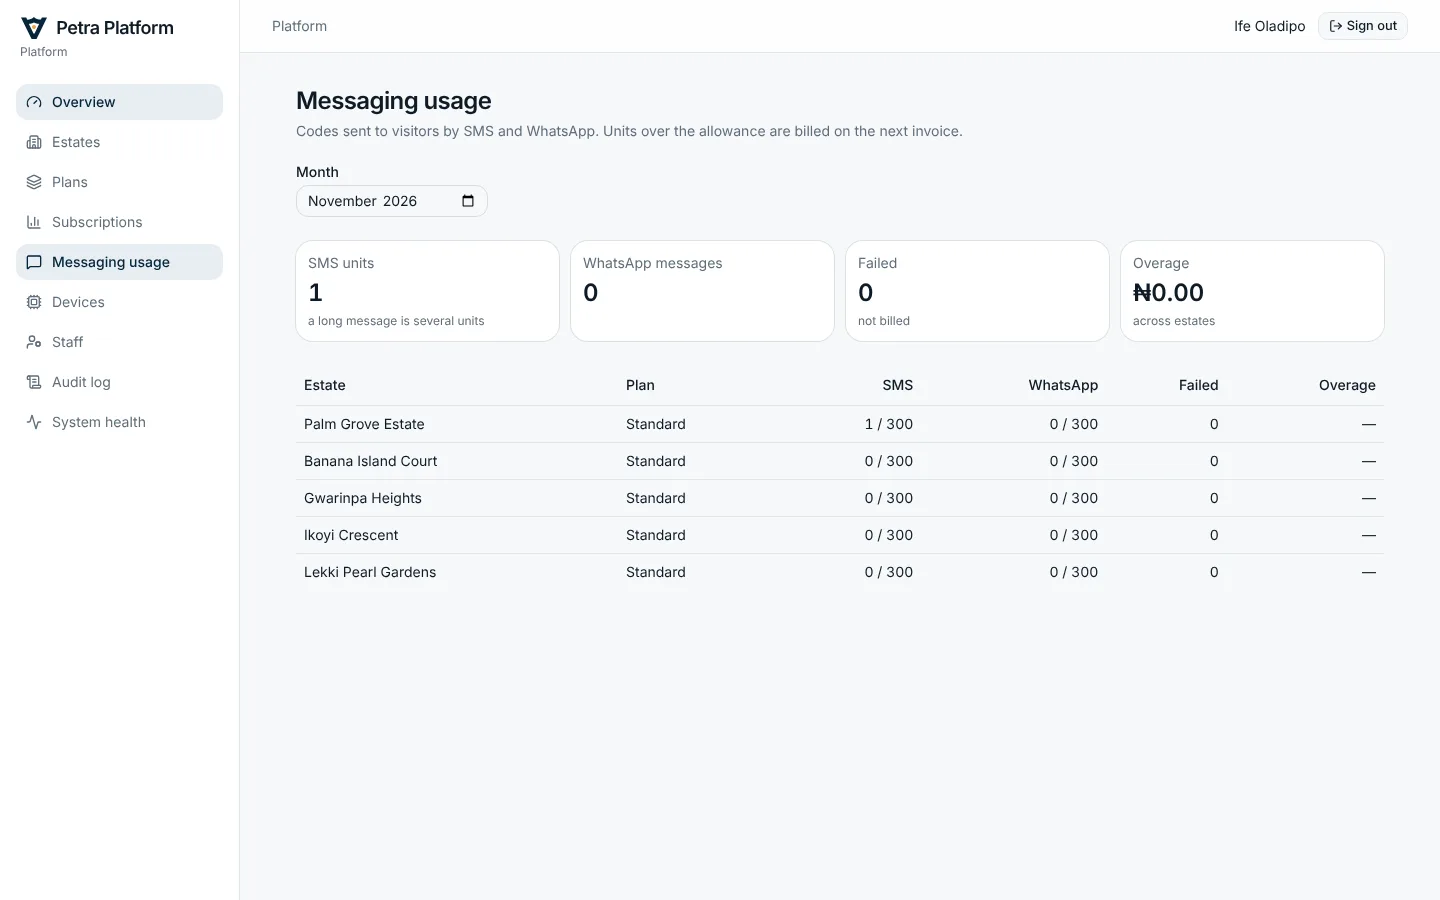 Petra Platform
Platform
Overview
Estates
Plans
Subscriptions
Messaging usage
Devices
Staff
Audit log
System health
Platform
Ife Oladipo
Sign out
Messaging usage
Codes sent to visitors by SMS and WhatsApp. Units over the allowance are billed on the next invoice.
Month
November 2026
SMS units
1
a long message is several units
WhatsApp messages
0
Failed
0
not billed
Overage
₦0.00
across estates
Estate Plan SMS WhatsApp Failed Overage
Palm Grove Estate Standard 1 / 300 0 / 300 0 —
Banana Island Court Standard 0 / 300 0 / 300 0 —
Gwarinpa Heights Standard 0 / 300 0 / 300 0 —
Ikoyi Crescent Standard 0 / 300 0 / 300 0 —
Lekki Pearl Gardens Standard 0 / 300 0 / 300 0 —